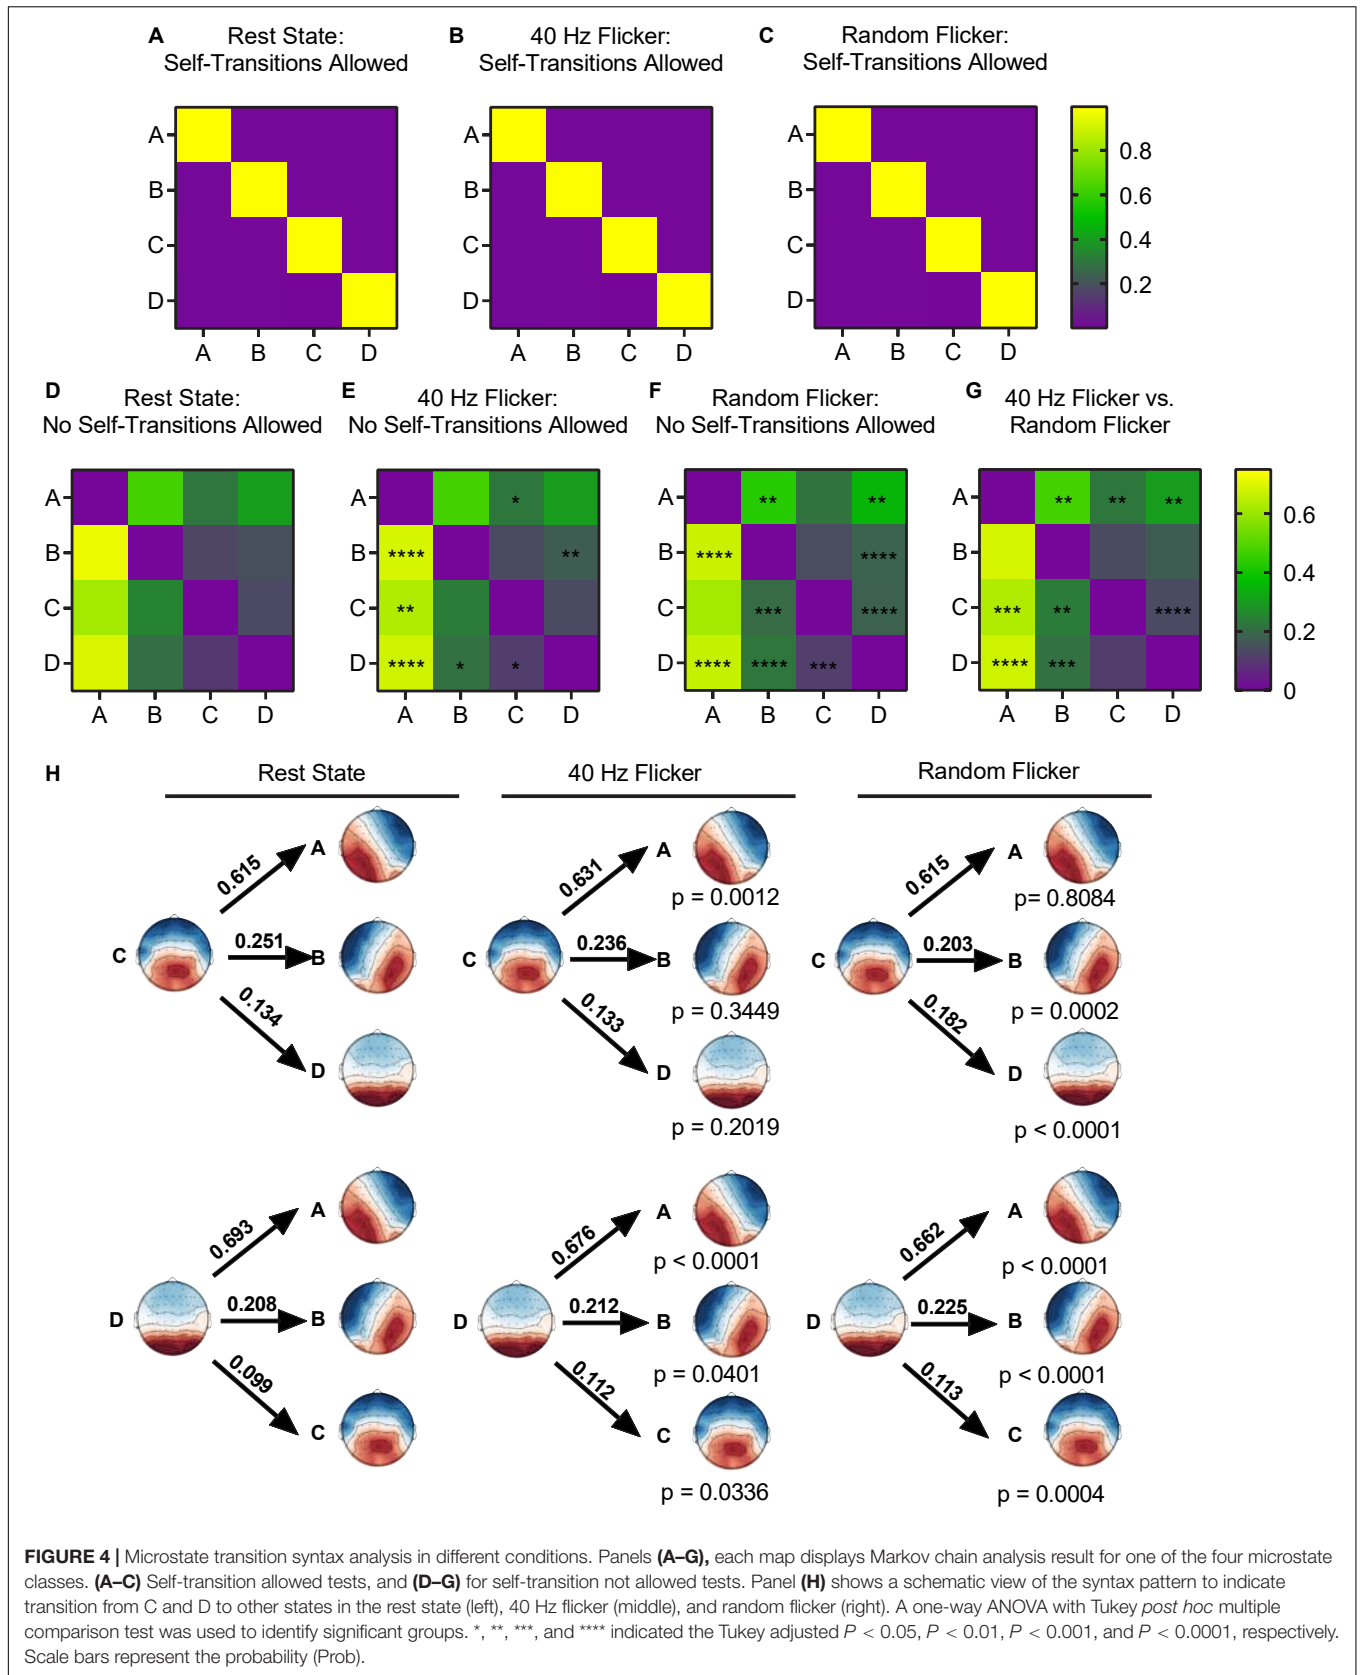 A Rest State: Self-Transitions Allowed
B 40 Hz Flicker: Self-Transitions Allowed
C Random Flicker: Self-Transitions Allowed
A
B
C
D
A B C D
A
B
C
D
A B C D
A
B
C
D
A B C D
0.8
0.6
0.4
0.2
D Rest State: No Self-Transitions Allowed
E 40 Hz Flicker: No Self-Transitions Allowed
F Random Flicker: No Self-Transitions Allowed
G 40 Hz Flicker vs. Random Flicker
A
B
C
D
A B C D
A *
B **** **
C **
D **** * *
A B C D
A ** **
B **** ****
C *** ****
D **** **** ***
A B C D
A ** ** **
B
C *** ** ****
D **** ***
A B C D
0.6
0.4
0.2
0
H
Rest State
40 Hz Flicker
Random Flicker
C
0.615 A
0.251 B
0.134 D
C
0.631 A
p = 0.0012
0.236 B
p = 0.3449
0.133 D
p = 0.2019
C
0.615 A
p= 0.8084
0.203 B
p = 0.0002
0.182 D
p < 0.0001
D
0.693 A
0.208 B
0.099 C
D
0.676 A
p < 0.0001
0.212 B
p = 0.0401
0.112 C
p = 0.0336
D
0.662 A
p < 0.0001
0.225 B
p < 0.0001
0.113 C
p = 0.0004
FIGURE 4 | Microstate transition syntax analysis in different conditions. Panels (A–G), each map displays Markov chain analysis result for one of the four microstate
classes. (A–C) Self-transition allowed tests, and (D–G) for self-transition not allowed tests. Panel (H) shows a schematic view of the syntax pattern to indicate
transition from C and D to other states in the rest state (left), 40 Hz flicker (middle), and random flicker (right). A one-way ANOVA with Tukey post hoc multiple
comparison test was used to identify significant groups. *, **, ***, and **** indicated the Tukey adjusted P < 0.05, P < 0.01, P < 0.001, and P < 0.0001, respectively.
Scale bars represent the probability (Prob).